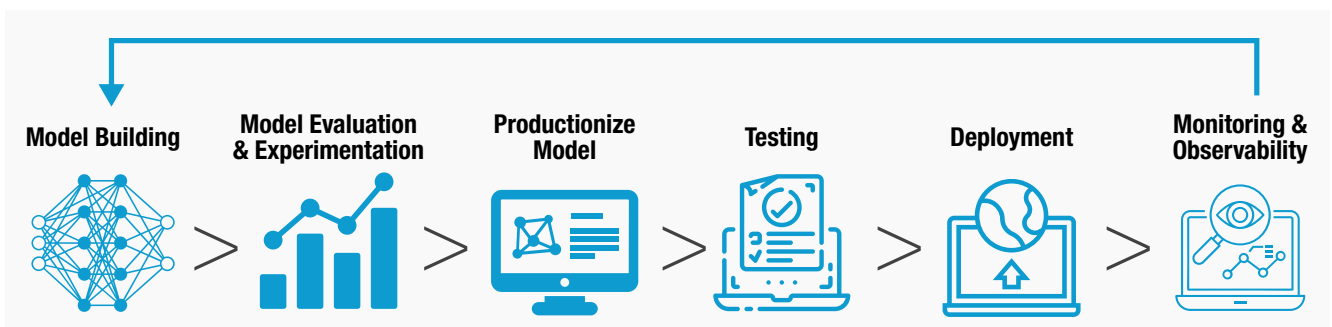 Model Building
Model Evaluation
& Experimentation
Productionize
Model
Testing
Deployment
Monitoring &
Observability